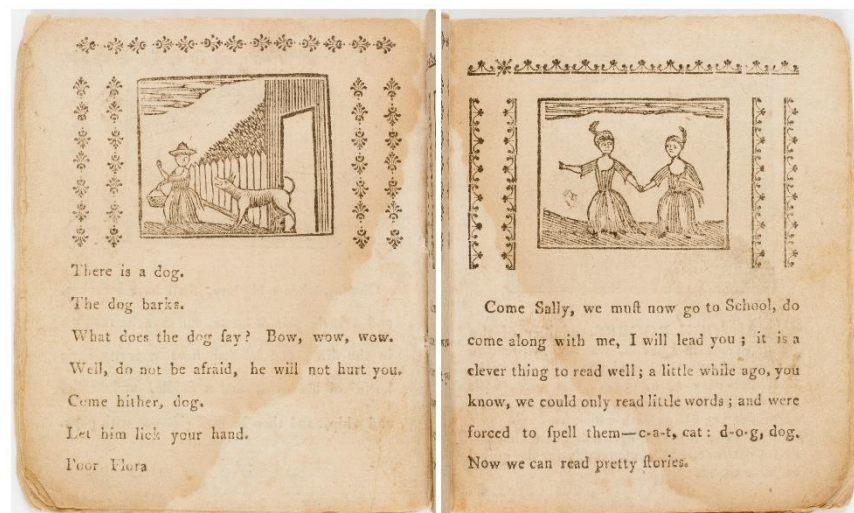 There is a dog.
The dog barks.
What does the dog ſay? Bow, wow, wow.
Well, do not be afraid, he will not hurt you.
Come hither, dog.
Let him lick your hand.
Poor Flora
Come Sally, we muſt now go to School, do
come along with me, I will lead you; it is a
clever thing to read well; a little while ago, you
know, we could only read little words; and were
forced to ſpell them—c-a-t, cat: d-o-g, dog.
Now we can read pretty ſtories.